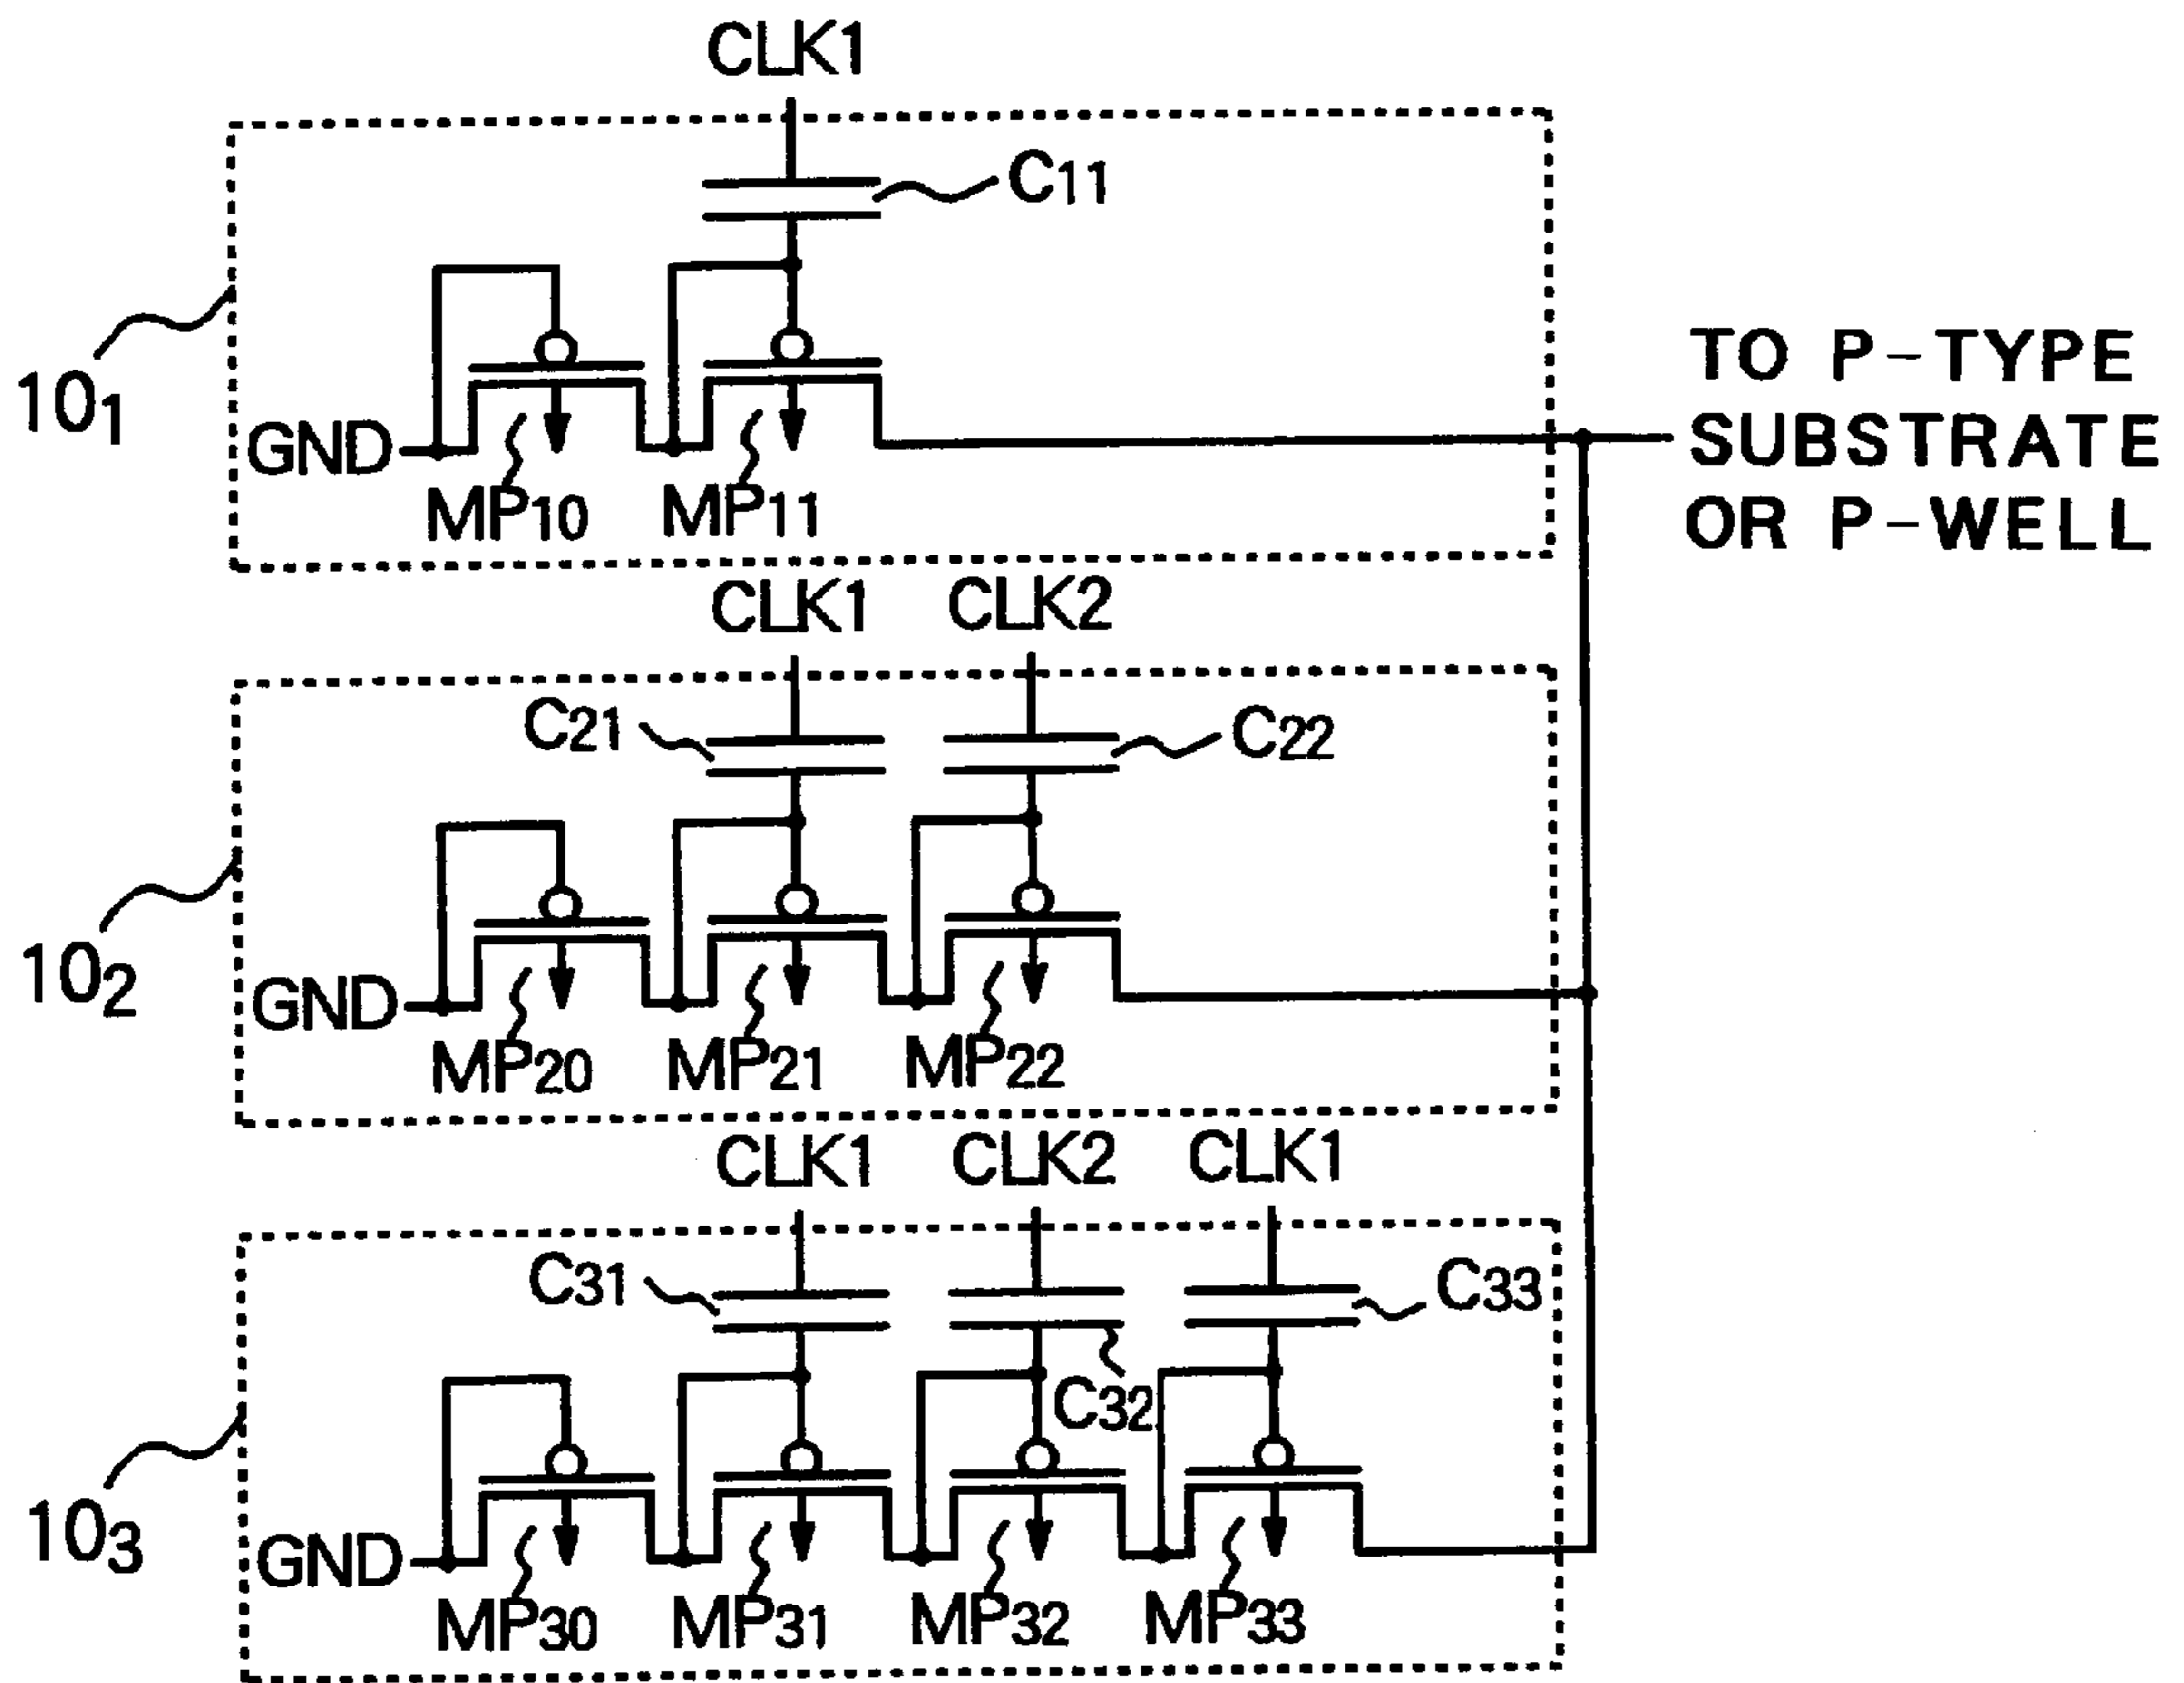 CLK1
C11
TO P-TYPE
SUBSTRATE
OR P-WELL
101
GND
MP10 MP11
CLK1 CLK2
C21 C22
102
GND
MP20 MP21 MP22
CLK1 CLK2 CLK1
C31 C33
C32
103
GND
MP30 MP31 MP32 MP33